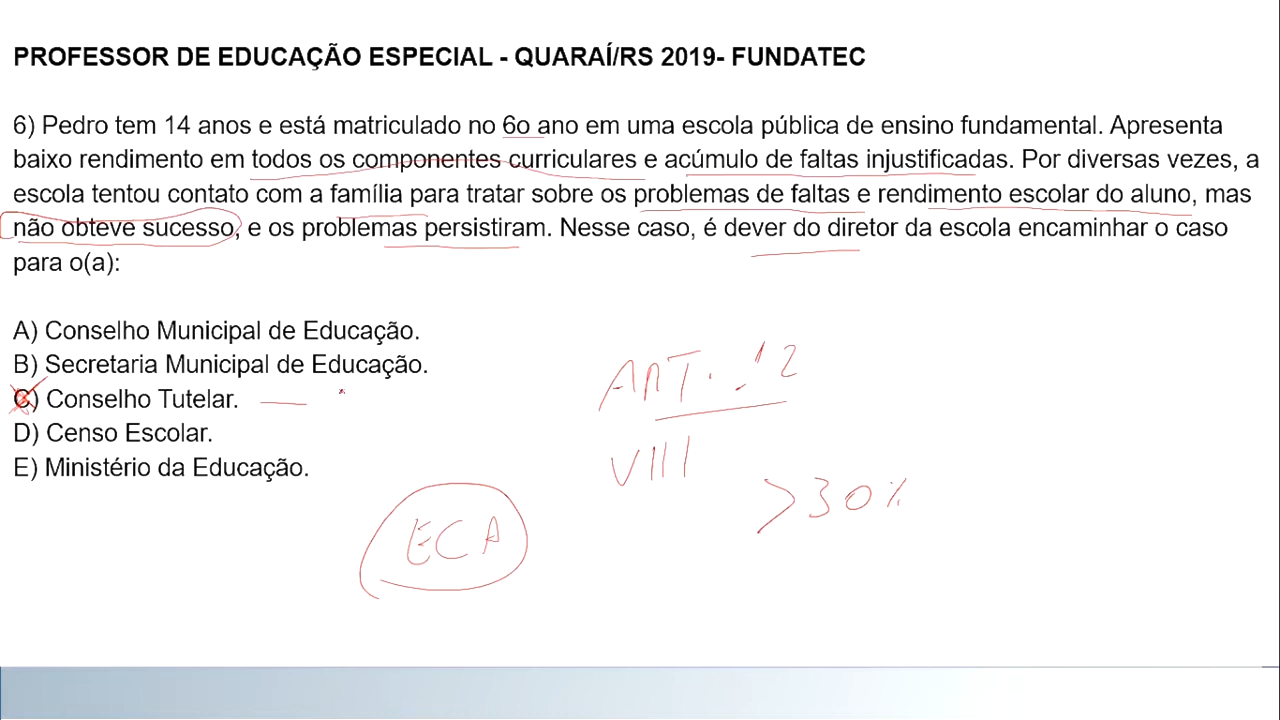 PROFESSOR DE EDUCAÇÃO ESPECIAL - QUARAÍ/RS 2019- FUNDATEC
6) Pedro tem 14 anos e está matriculado no 6o ano em uma escola pública de ensino fundamental. Apresenta
baixo rendimento em todos os componentes curriculares e acúmulo de faltas injustificadas. Por diversas vezes, a
escola tentou contato com a família para tratar sobre os problemas de faltas e rendimento escolar do aluno, mas
não obteve sucesso, e os problemas persistiram. Nesse caso, é dever do diretor da escola encaminhar o caso
para o(a):
A) Conselho Municipal de Educação.
B) Secretaria Municipal de Educação.
C) Conselho Tutelar.
D) Censo Escolar.
E) Ministério da Educação.
ART. 12
VIII
>30%
ECA